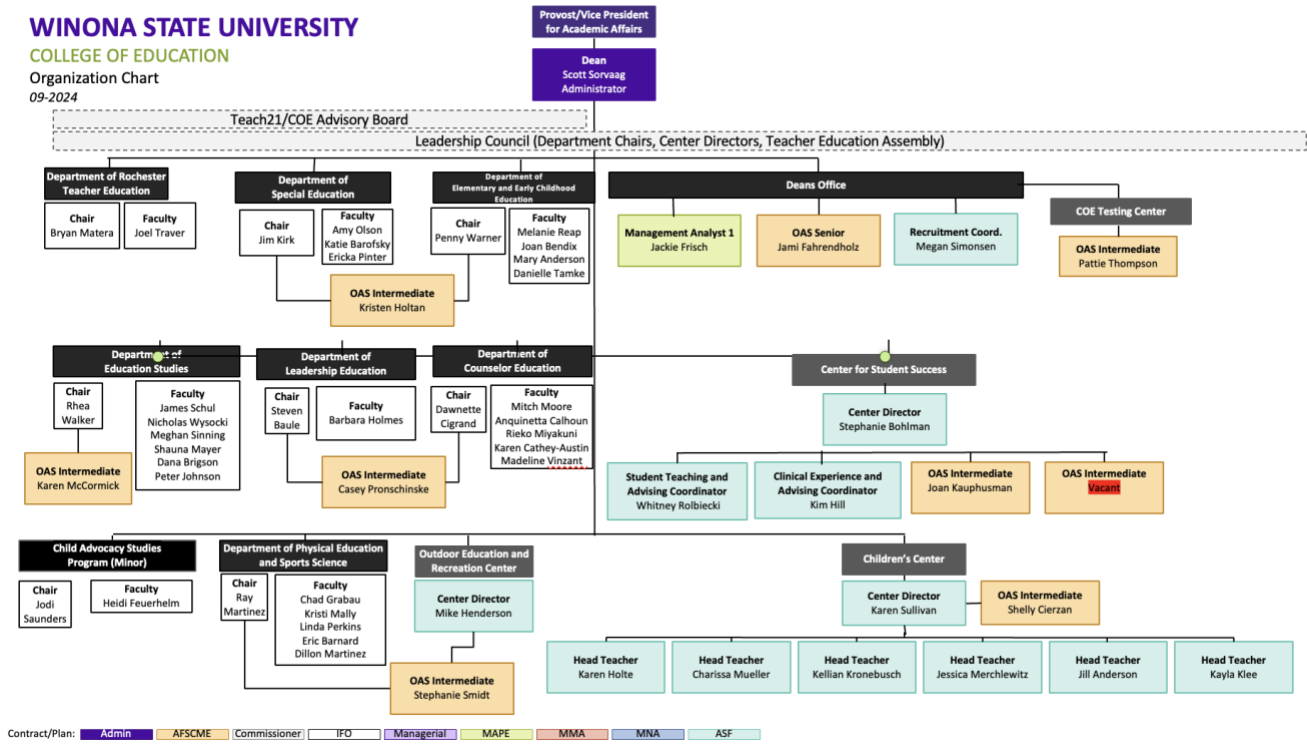 WINONA STATE UNIVERSITY
COLLEGE OF EDUCATION
Organization Chart
09-2024
Provost/Vice President
for Academic Affairs
Dean
Scott Sorvaag
Administrator
Teach21/COE Advisory Board
Leadership Council (Department Chairs, Center Directors, Teacher Education Assembly)
Department of Rochester
Teacher Education
Chair
Bryan Matera
Faculty
Joel Traver
Department of
Special Education
Chair
Jim Kirk
Faculty
Amy Olson
Katie Barofsky
Ericka Pinter
Department of
Elementary and Early Childhood
Education
Chair
Penny Warner
Faculty
Melanie Reap
Joan Bendix
Mary Anderson
Danielle Tamke
OAS Intermediate
Kristen Holtan
Deans Office
Management Analyst 1
Jackie Frisch
OAS Senior
Jami Fahrendholz
Recruitment Coord.
Megan Simonsen
COE Testing Center
OAS Intermediate
Pattie Thompson
Department of
Education Studies
Chair
Rhea
Walker
Faculty
James Schul
Nicholas Wysocki
Meghan Sinning
Shauna Mayer
Dana Brigson
Peter Johnson
OAS Intermediate
Karen McCormick
Department of
Leadership Education
Chair
Steven
Baule
Faculty
Barbara Holmes
Department of
Counselor Education
Chair
Dawnette
Cigrand
Faculty
Mitch Moore
Anquinetta Calhoun
Rieko Miyakuni
Karen Cathey-Austin
Madeline Vinzant
OAS Intermediate
Casey Pronschinske
Center for Student Success
Center Director
Stephanie Bohlman
Student Teaching and
Advising Coordinator
Whitney Rolbiecki
Clinical Experience and
Advising Coordinator
Kim Hill
OAS Intermediate
Joan Kauphusman
OAS Intermediate
Vacant
Child Advocacy Studies
Program (Minor)
Chair
Jodi
Saunders
Faculty
Heidi Feuerhelm
Department of Physical Education
and Sports Science
Chair
Ray
Martinez
Faculty
Chad Grabau
Kristi Mally
Linda Perkins
Eric Barnard
Dillon Martinez
Outdoor Education and
Recreation Center
Center Director
Mike Henderson
OAS Intermediate
Stephanie Smidt
Children's Center
Center Director
Karen Sullivan
OAS Intermediate
Shelly Cierzan
Head Teacher
Karen Holte
Head Teacher
Charissa Mueller
Head Teacher
Kellian Kronebusch
Head Teacher
Jessica Merchlewitz
Head Teacher
Jill Anderson
Head Teacher
Kayla Klee
Contract/Plan: Admin AFSCME Commissioner IFO Managerial MAPE MMA MNA ASF